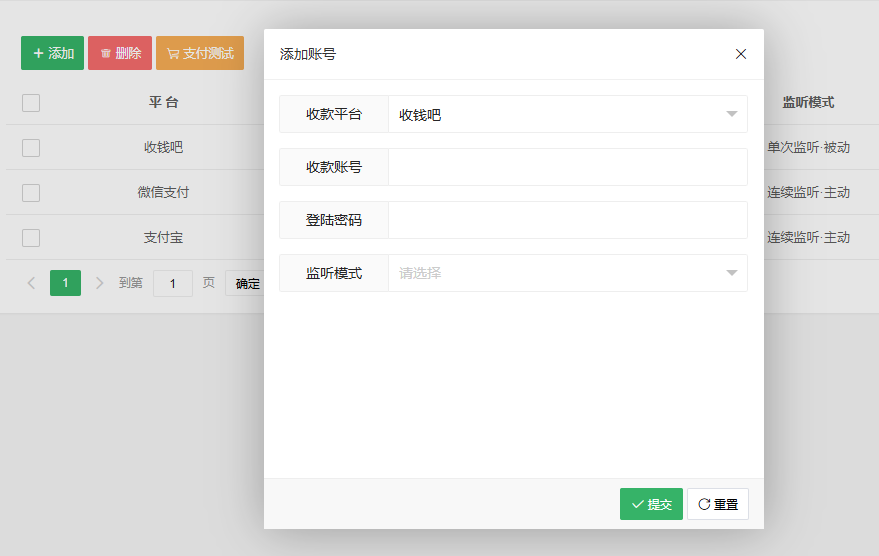 添加 删除 支付测试
添加账号
平 台
监听模式
收款平台 收钱吧
收钱吧
单次监听·被动
收款账号
微信支付
连续监听·主动
登陆密码
支付宝
连续监听·主动
监听模式 请选择
1 到第 1 页 确定
提交 重置